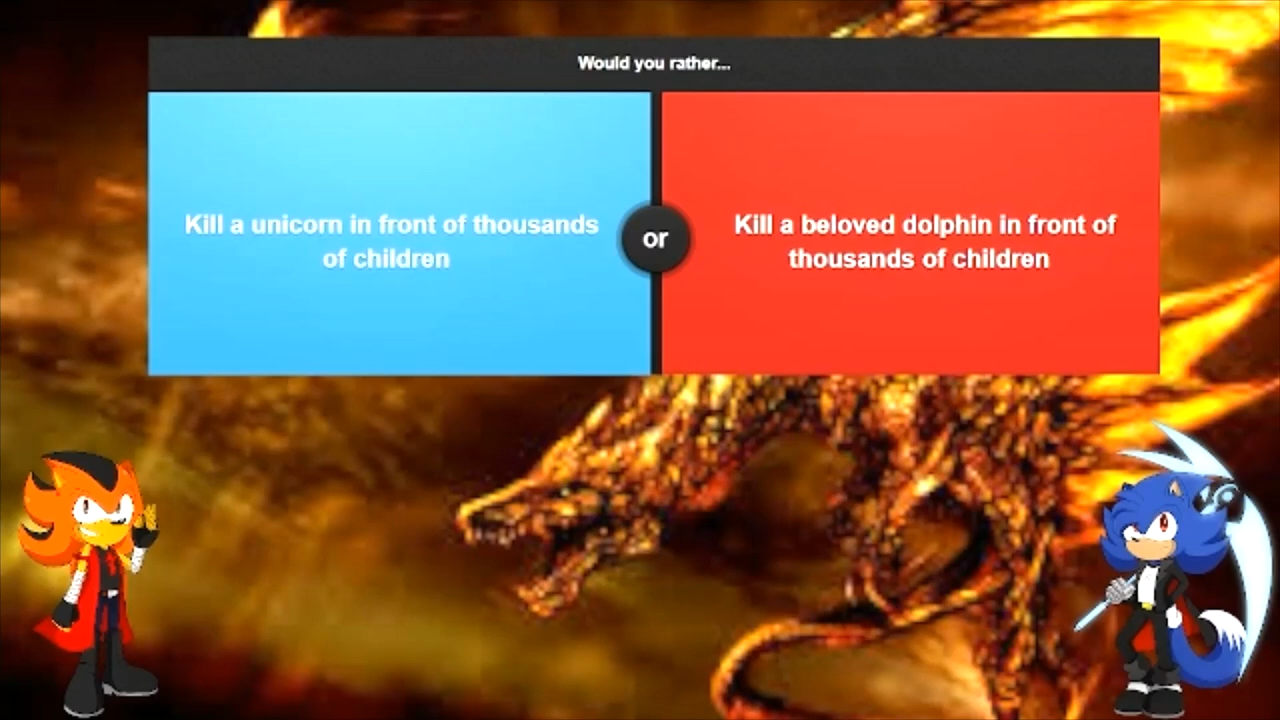 Would you rather...
Kill a unicorn in front of thousands
of children
or
Kill a beloved dolphin in front of
thousands of children